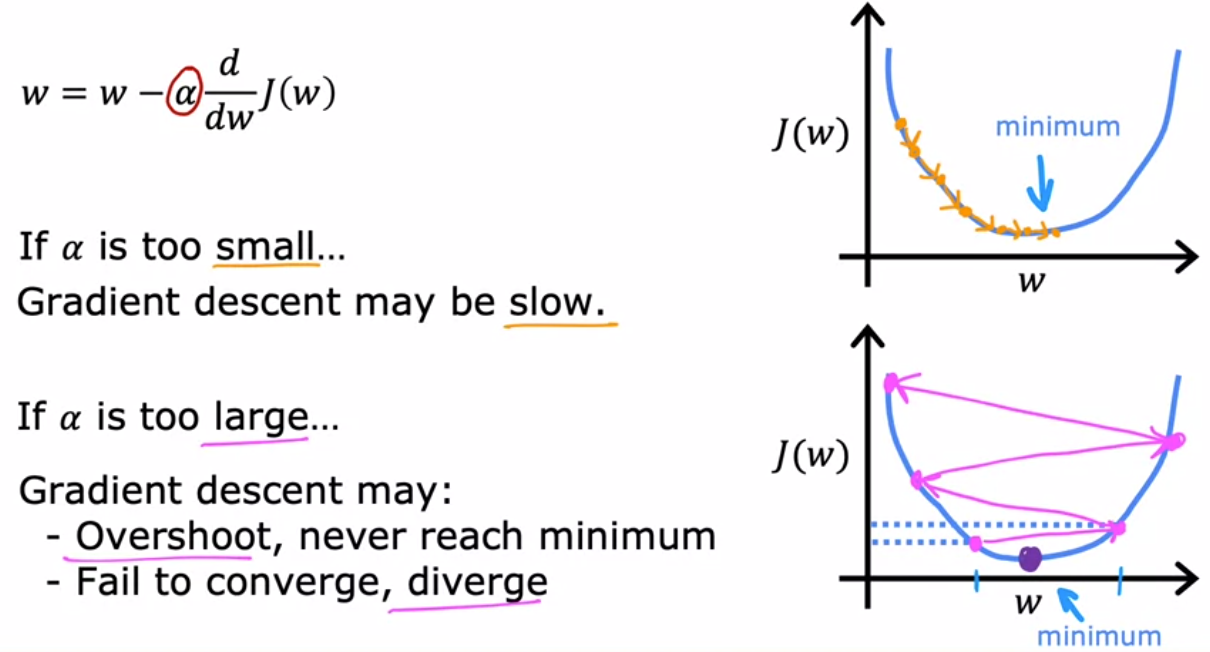 w = w − α d/dw J(w)
If α is too small...
Gradient descent may be slow.
If α is too large...
Gradient descent may:
- Overshoot, never reach minimum
- Fail to converge, diverge
J(w)
minimum
w
J(w)
w
minimum